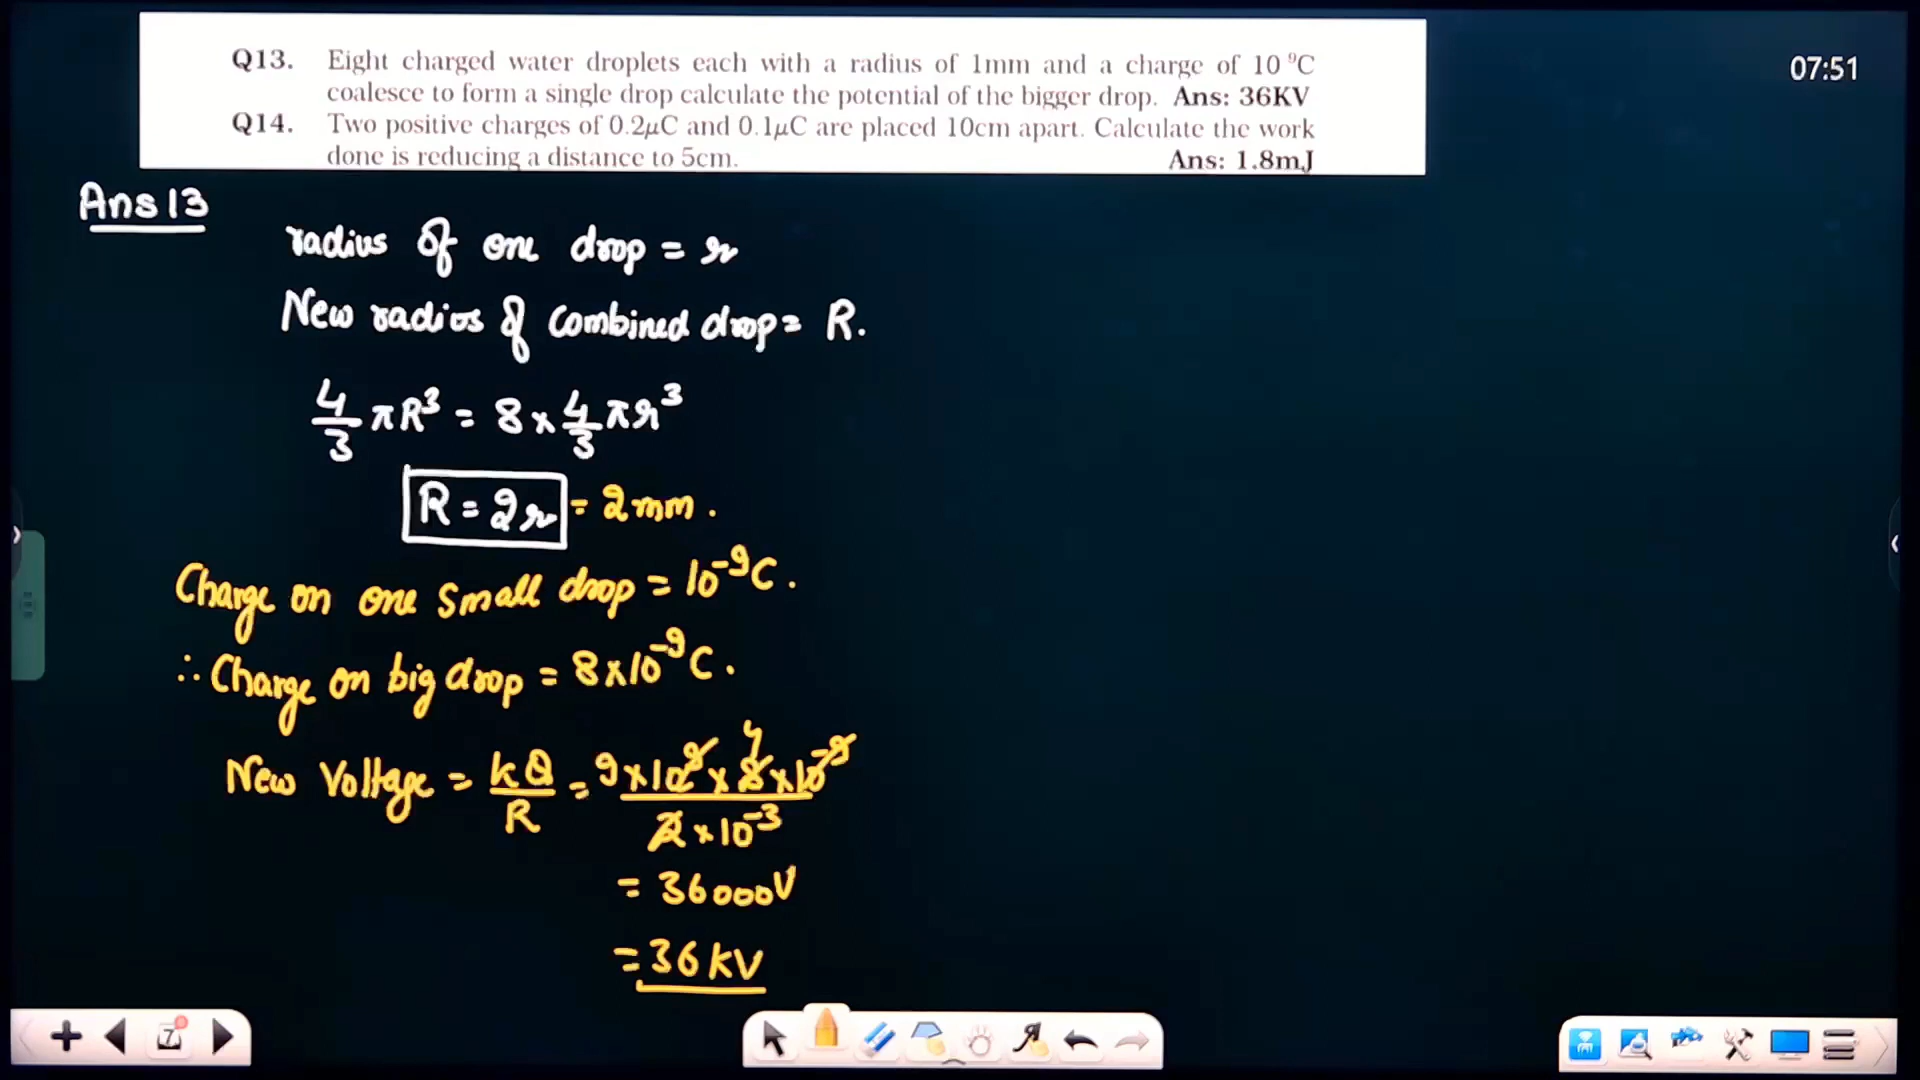 Q13. Eight charged water droplets each with a radius of 1mm and a charge of 10 ⁹C
coalesce to form a single drop calculate the potential of the bigger drop. Ans: 36KV
Q14. Two positive charges of 0.2μC and 0.1μC are placed 10cm apart. Calculate the work
done is reducing a distance to 5cm. Ans: 1.8mJ
07:51
Ans 13
radius of one drop = r
New radius of combined drop = R.
4/3 πR³ = 8 × 4/3 πr³
R = 2r = 2mm.
Charge on one small drop = 10⁻⁹C.
∴ Charge on big drop = 8×10⁻⁹C.
New Voltage = kQ/R = 9×10⁹ × 8×10⁻⁹ / 2×10⁻³
4
= 36000V
= 36kV
7